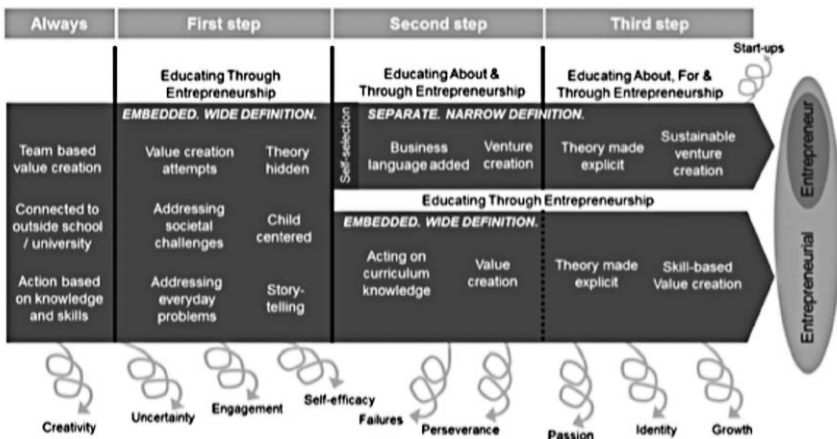 Always
First step
Second step
Third step
Start-ups
Educating Through
Entrepreneurship
Educating About &
Through Entrepreneurship
Educating About, For &
Through Entrepreneurship
EMBEDDED. WIDE DEFINITION.
Self-selection
SEPARATE. NARROW DEFINITION.
Team based
value creation
Value creation
attempts
Theory
hidden
Business
language added
Venture
creation
Theory made
explicit
Sustainable
venture
creation
Entrepreneur
Educating Through Entrepreneurship
EMBEDDED. WIDE DEFINITION.
Connected to
outside school
/ university
Addressing
societal
challenges
Child
centered
Acting on
curriculum
knowledge
Value
creation
Theory made
explicit
Skill-based
Value creation
Entrepreneurial
Action based
on knowledge
and skills
Addressing
everyday
problems
Story-
telling
Creativity
Uncertainty
Engagement
Self-efficacy
Failures
Perseverance
Passion
Identity
Growth